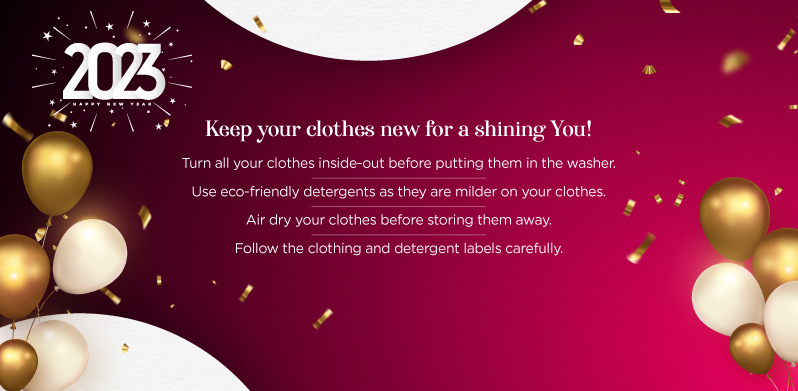 2023
HAPPY NEW YEAR
Keep your clothes new for a shining You!
Turn all your clothes inside-out before putting them in the washer.
Use eco-friendly detergents as they are milder on your clothes.
Air dry your clothes before storing them away.
Follow the clothing and detergent labels carefully.